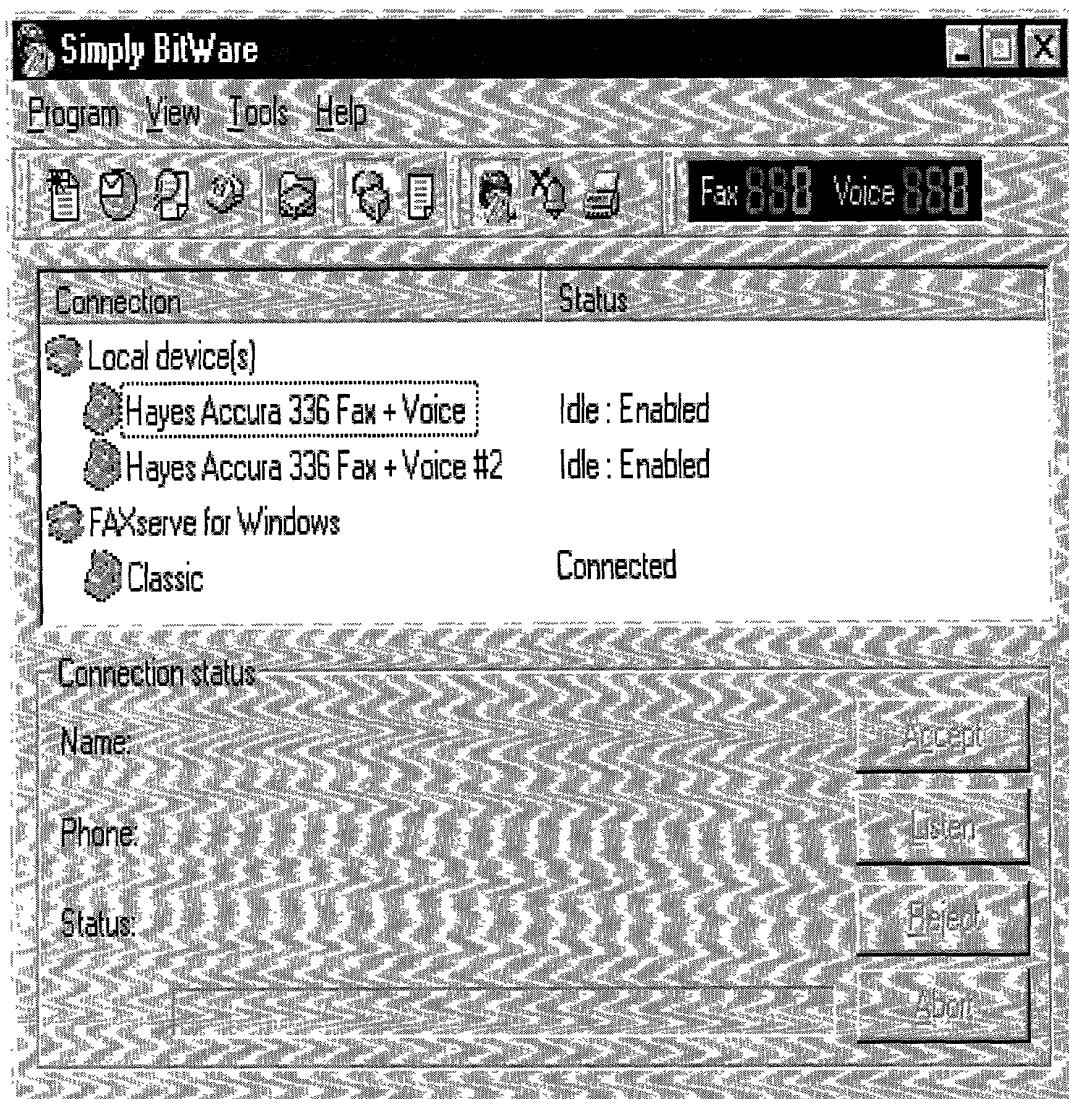 Simply BitWare
Program View Tools Help
Fax 0 Voice 0
Connection Status
Local device(s)
Hayes Accura 336 Fax + Voice Idle : Enabled
Hayes Accura 336 Fax + Voice #2 Idle : Enabled
FAXserve for Windows
Classic Connected
Connection status
Name: Accept
Phone: Listen
Status: Reject
Abort